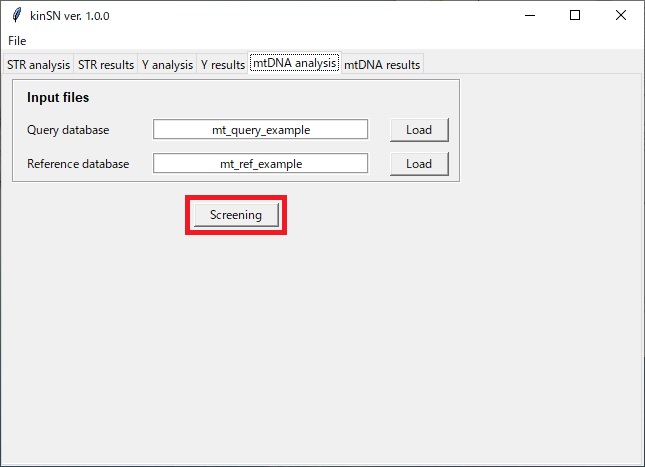 kinSN ver. 1.0.0
File
STR analysis STR results Y analysis Y results mtDNA analysis mtDNA results
Input files
Query database mt_query_example Load
Reference database mt_ref_example Load
Screening